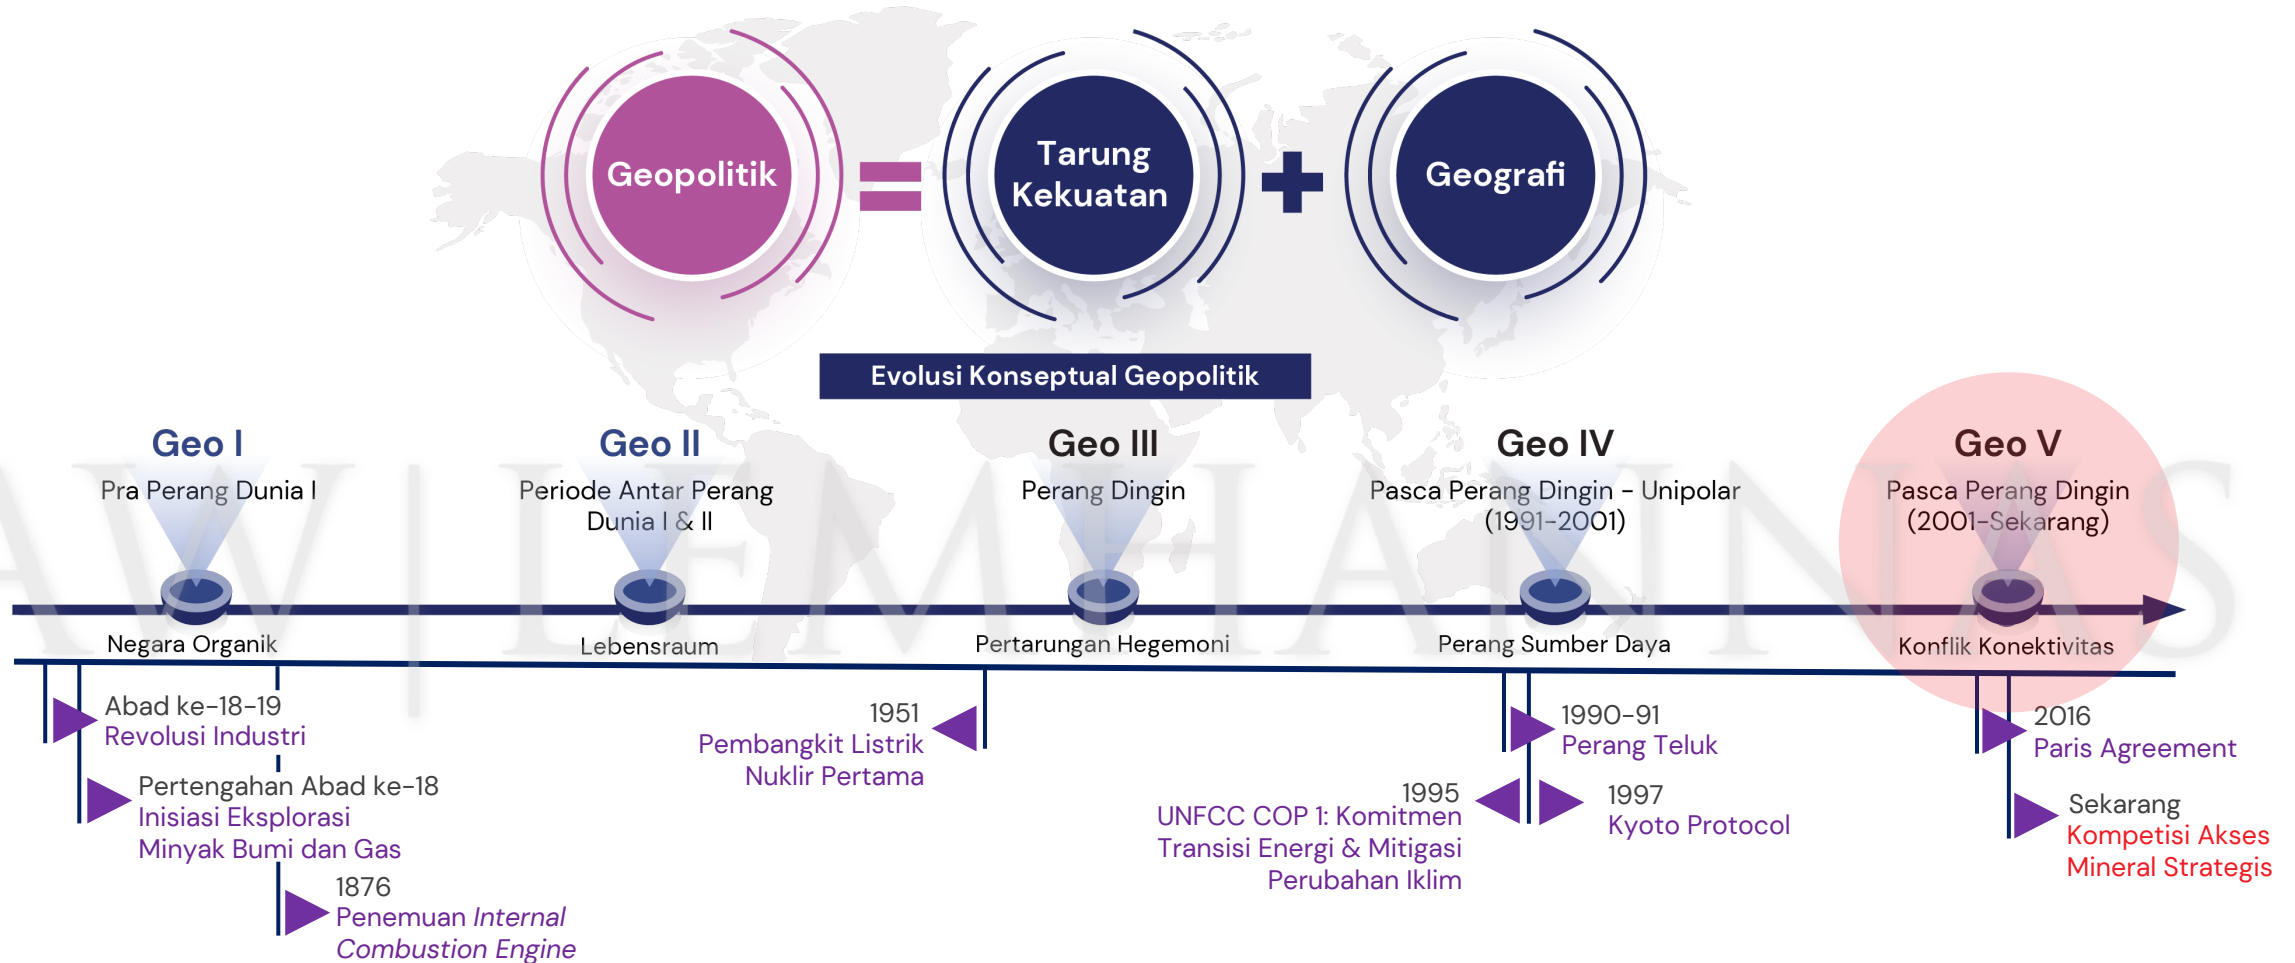 Geopolitik
Tarung
Kekuatan
Geografi
Evolusi Konseptual Geopolitik
Geo I
Pra Perang Dunia I
Negara Organik
Geo II
Periode Antar Perang
Dunia I & II
Lebensraum
Geo III
Perang Dingin
Pertarungan Hegemoni
Geo IV
Pasca Perang Dingin - Unipolar
(1991-2001)
Perang Sumber Daya
Geo V
Pasca Perang Dingin
(2001-Sekarang)
Konflik Konektivitas
Abad ke-18-19
Revolusi Industri
Pertengahan Abad ke-18
Inisiasi Eksplorasi
Minyak Bumi dan Gas
1876
Penemuan Internal
Combustion Engine
1951
Pembangkit Listrik
Nuklir Pertama
1990-91
Perang Teluk
1995
UNFCC COP 1: Komitmen
Transisi Energi & Mitigasi
Perubahan Iklim
1997
Kyoto Protocol
2016
Paris Agreement
Sekarang
Kompetisi Akses
Mineral Strategis
AW | LEMHANNAS